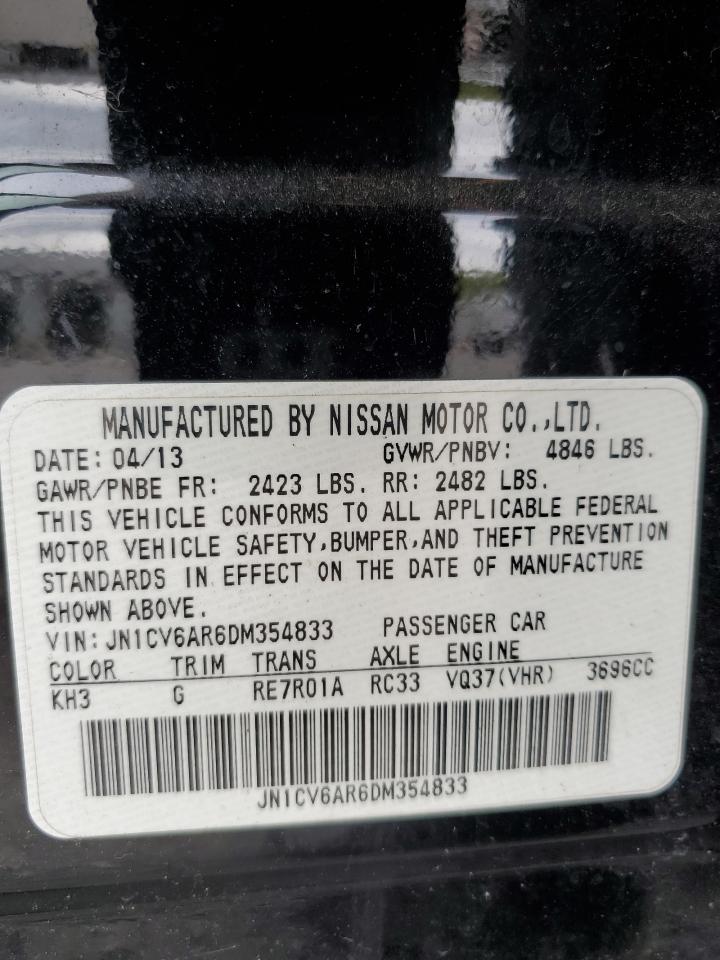 MANUFACTURED BY NISSAN MOTOR CO.,LTD.
DATE: 04/13 GVWR/PNBV: 4846 LBS.
GAWR/PNBE FR: 2423 LBS. RR: 2482 LBS.
THIS VEHICLE CONFORMS TO ALL APPLICABLE FEDERAL
MOTOR VEHICLE SAFETY,BUMPER,AND THEFT PREVENTION
STANDARDS IN EFFECT ON THE DATE OF MANUFACTURE
SHOWN ABOVE.
VIN: JN1CV6AR6DM354833 PASSENGER CAR
COLOR TRIM TRANS AXLE ENGINE
KH3 G RE7R01A RC33 VQ37(VHR) 3696CC
JN1CV6AR6DM354833